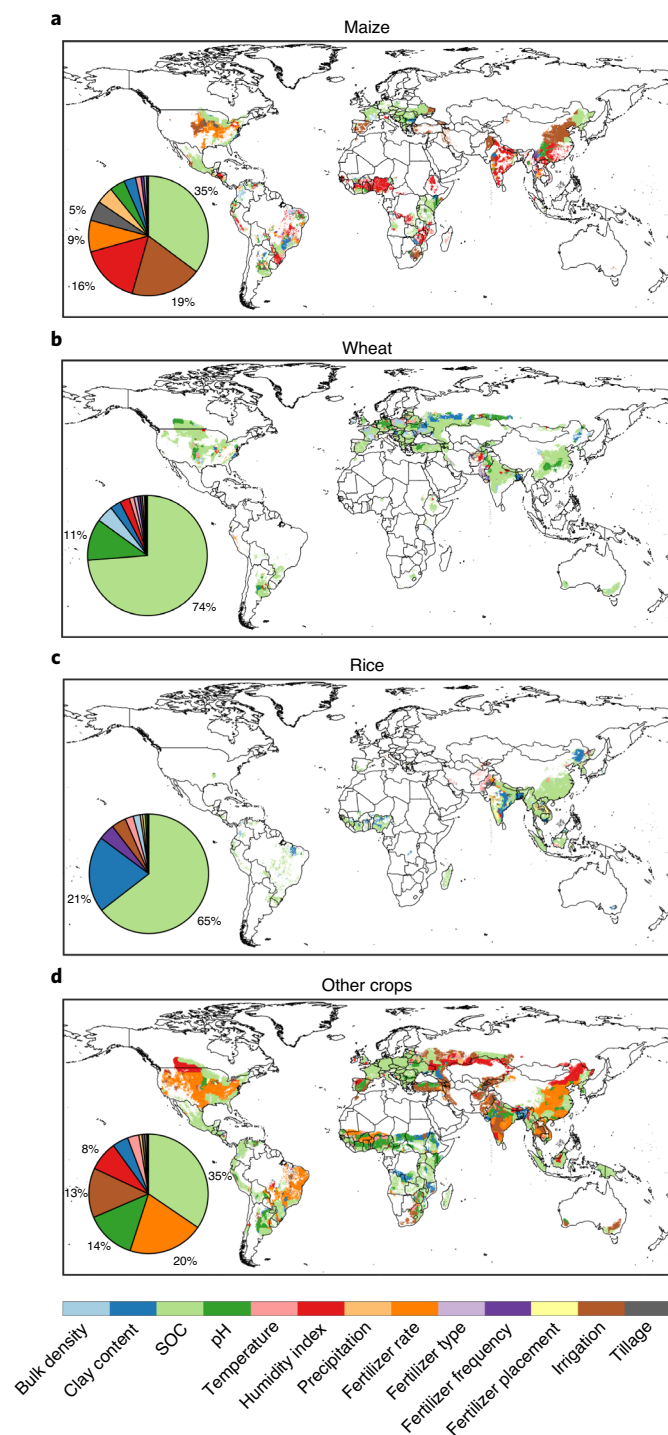 a
Maize
35%
5%
9%
16%
19%
b
Wheat
11%
74%
c
Rice
21%
65%
d
Other crops
8%
35%
13%
14%
20%
Bulk density
Clay content
SOC
pH
Temperature
Humidity index
Precipitation
Fertilizer rate
Fertilizer type
Fertilizer frequency
Fertilizer placement
Irrigation
Tillage